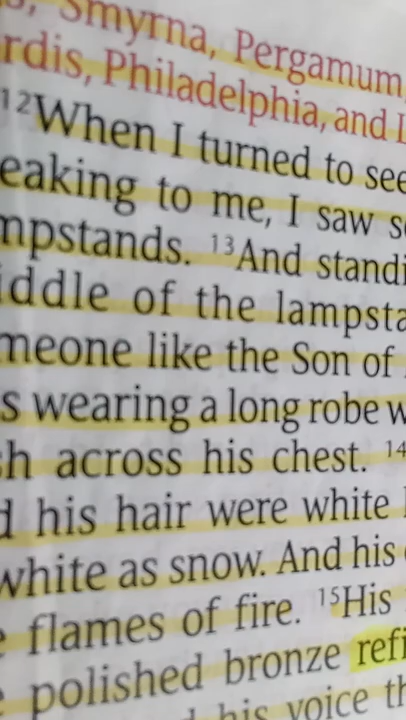 Smyrna, Pergamum,
rdis, Philadelphia, and
12When I turned to see
eaking to me, I saw s
mpstands. 13And standi
iddle of the lampsta
meone like the Son of
s wearing a long robe w
h across his chest. 14
d his hair were white
white as snow. And his
flames of fire. 15His
polished bronze refi
his voice th